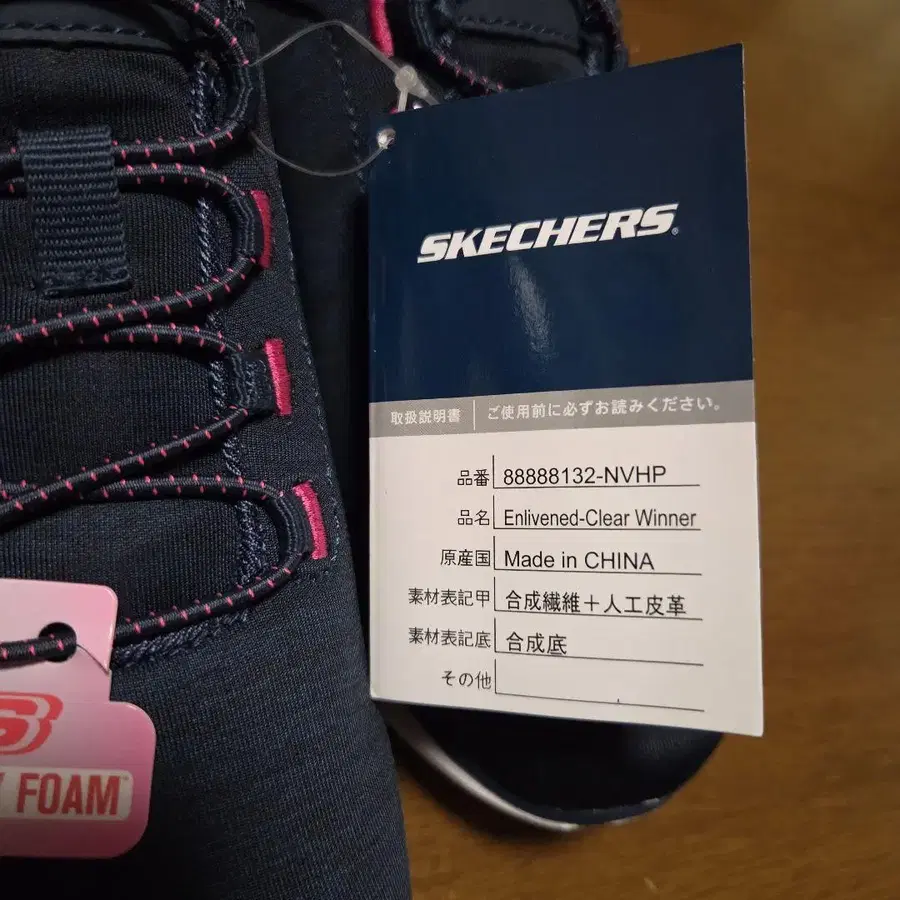 SKECHERS®
取扱説明書 ご使用前に必ずお読みください。
品番 88888132-NVHP
品名 Enlivened-Clear Winner
原産国 Made in CHINA
素材表記甲 合成繊維＋人工皮革
素材表記底 合成底
その他
S
FOAM™